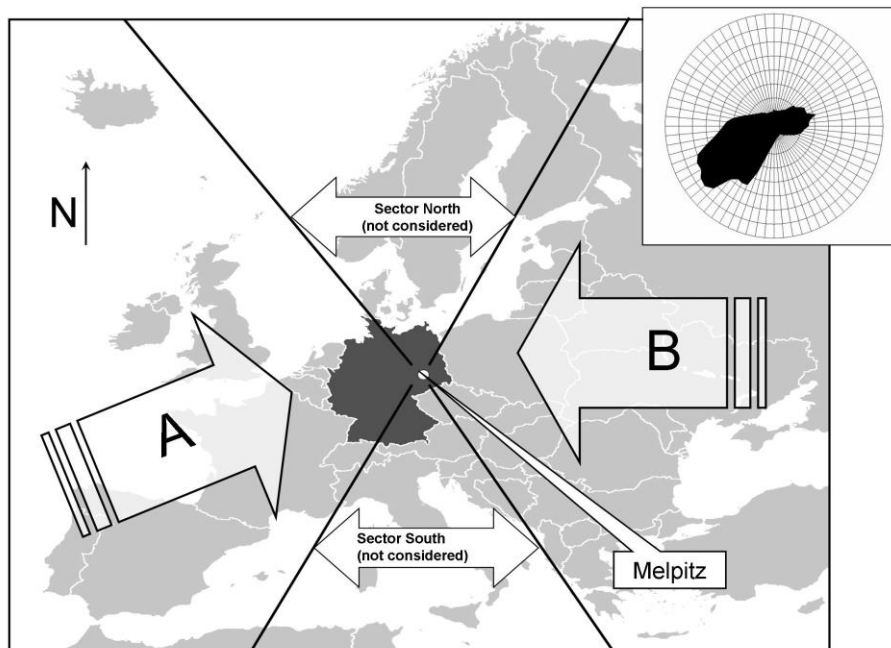 N
Sector North
(not considered)
A
B
Sector South
(not considered)
Melpitz